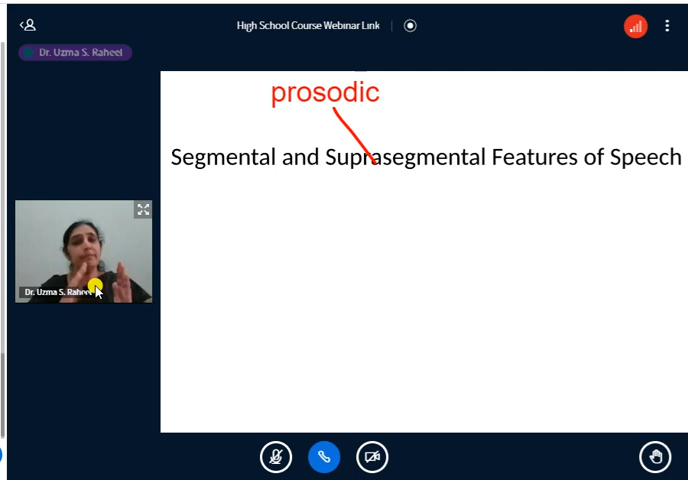 High School Course Webinar Link
Dr. Uzma S. Raheel
prosodic
Segmental and Suprasegmental Features of Speech
Dr. Uzma S. Raheel